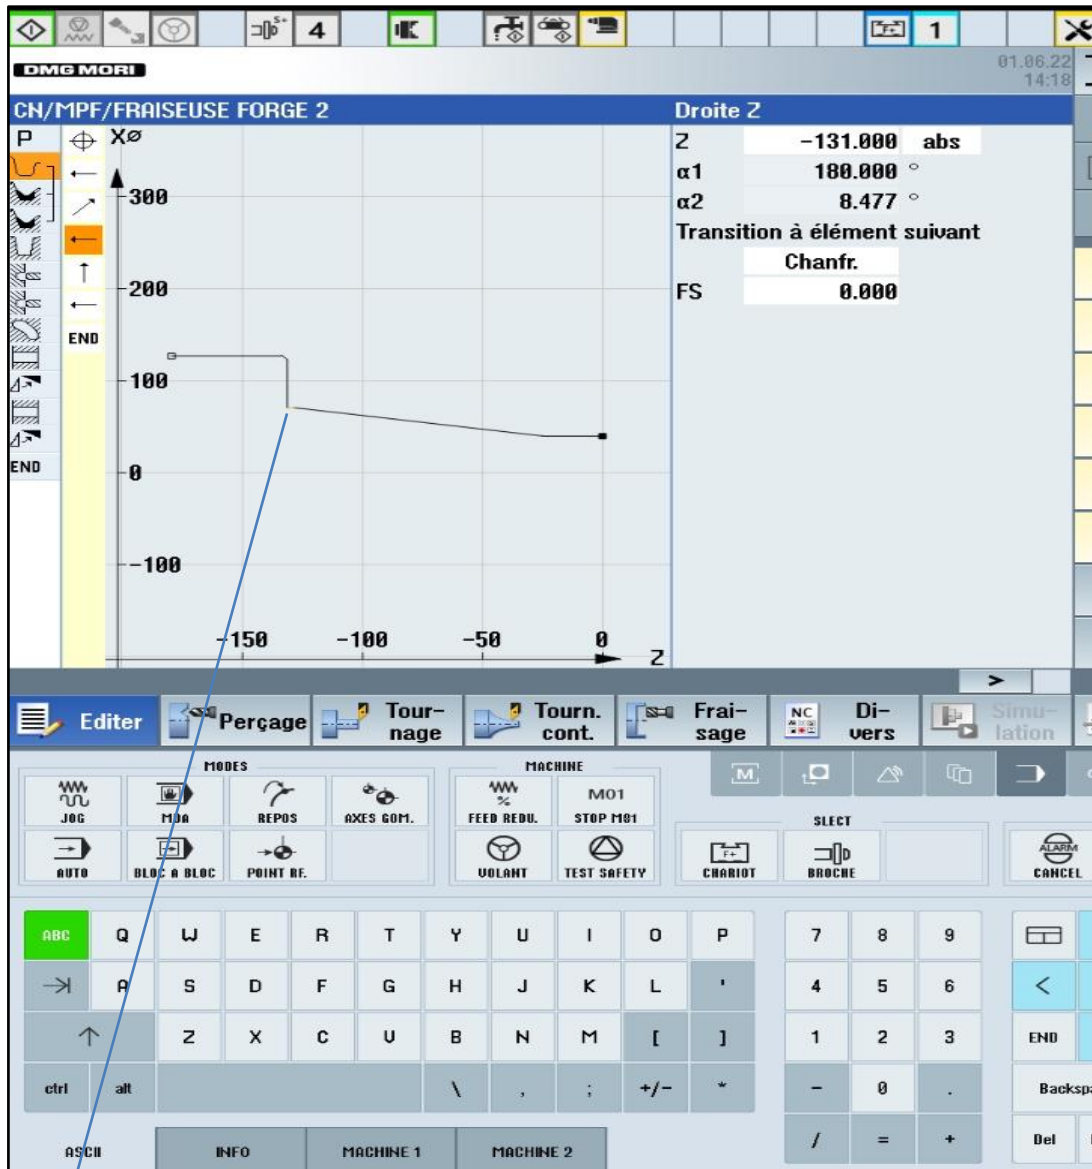 S+ 4 F+ 1
01.06.22
14:18
DMG MORI
CN/MPF/FRAISEUSE FORGE 2
Droite Z
P
X⌀
Z -131.000 abs
α1 180.000 °
α2 8.477 °
Transition à élément suivant
Chanfr.
FS 0.000
END
END
300
200
100
0
-100
-150 -100 -50 0
Z
>
Editer
Perçage
Tour-
nage
Tourn.
cont.
Frai-
sage
NC
Di-
vers
Simu-
lation
MODES
JOG
MDA
REPOS
AXES GOM.
AUTO
BLOC A BLOC
POINT RF.
MACHINE
%
FEED REDU.
M01
STOP M01
VOLANT
TEST SAFETY
M
SLECT
F+
CHARIOT
BROCHE
ALARM
CANCEL
ABC Q W E R T Y U I O P 7 8 9
A S D F G H J K L ' 4 5 6 <
Z X C V B N M [ ] 1 2 3 END
ctrl alt \ , ; +/- * - 0 . Backspa
ASCII INFO MACHINE 1 MACHINE 2 / = + Del